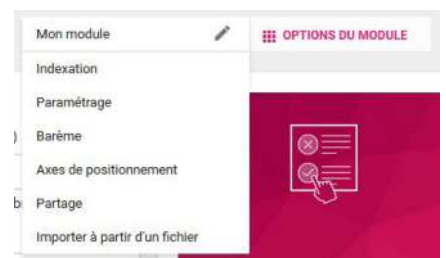 Mon module
OPTIONS DU MODULE
Indexation
Paramétrage
Barème
Axes de positionnement
Partage
Importer à partir d'un fichier